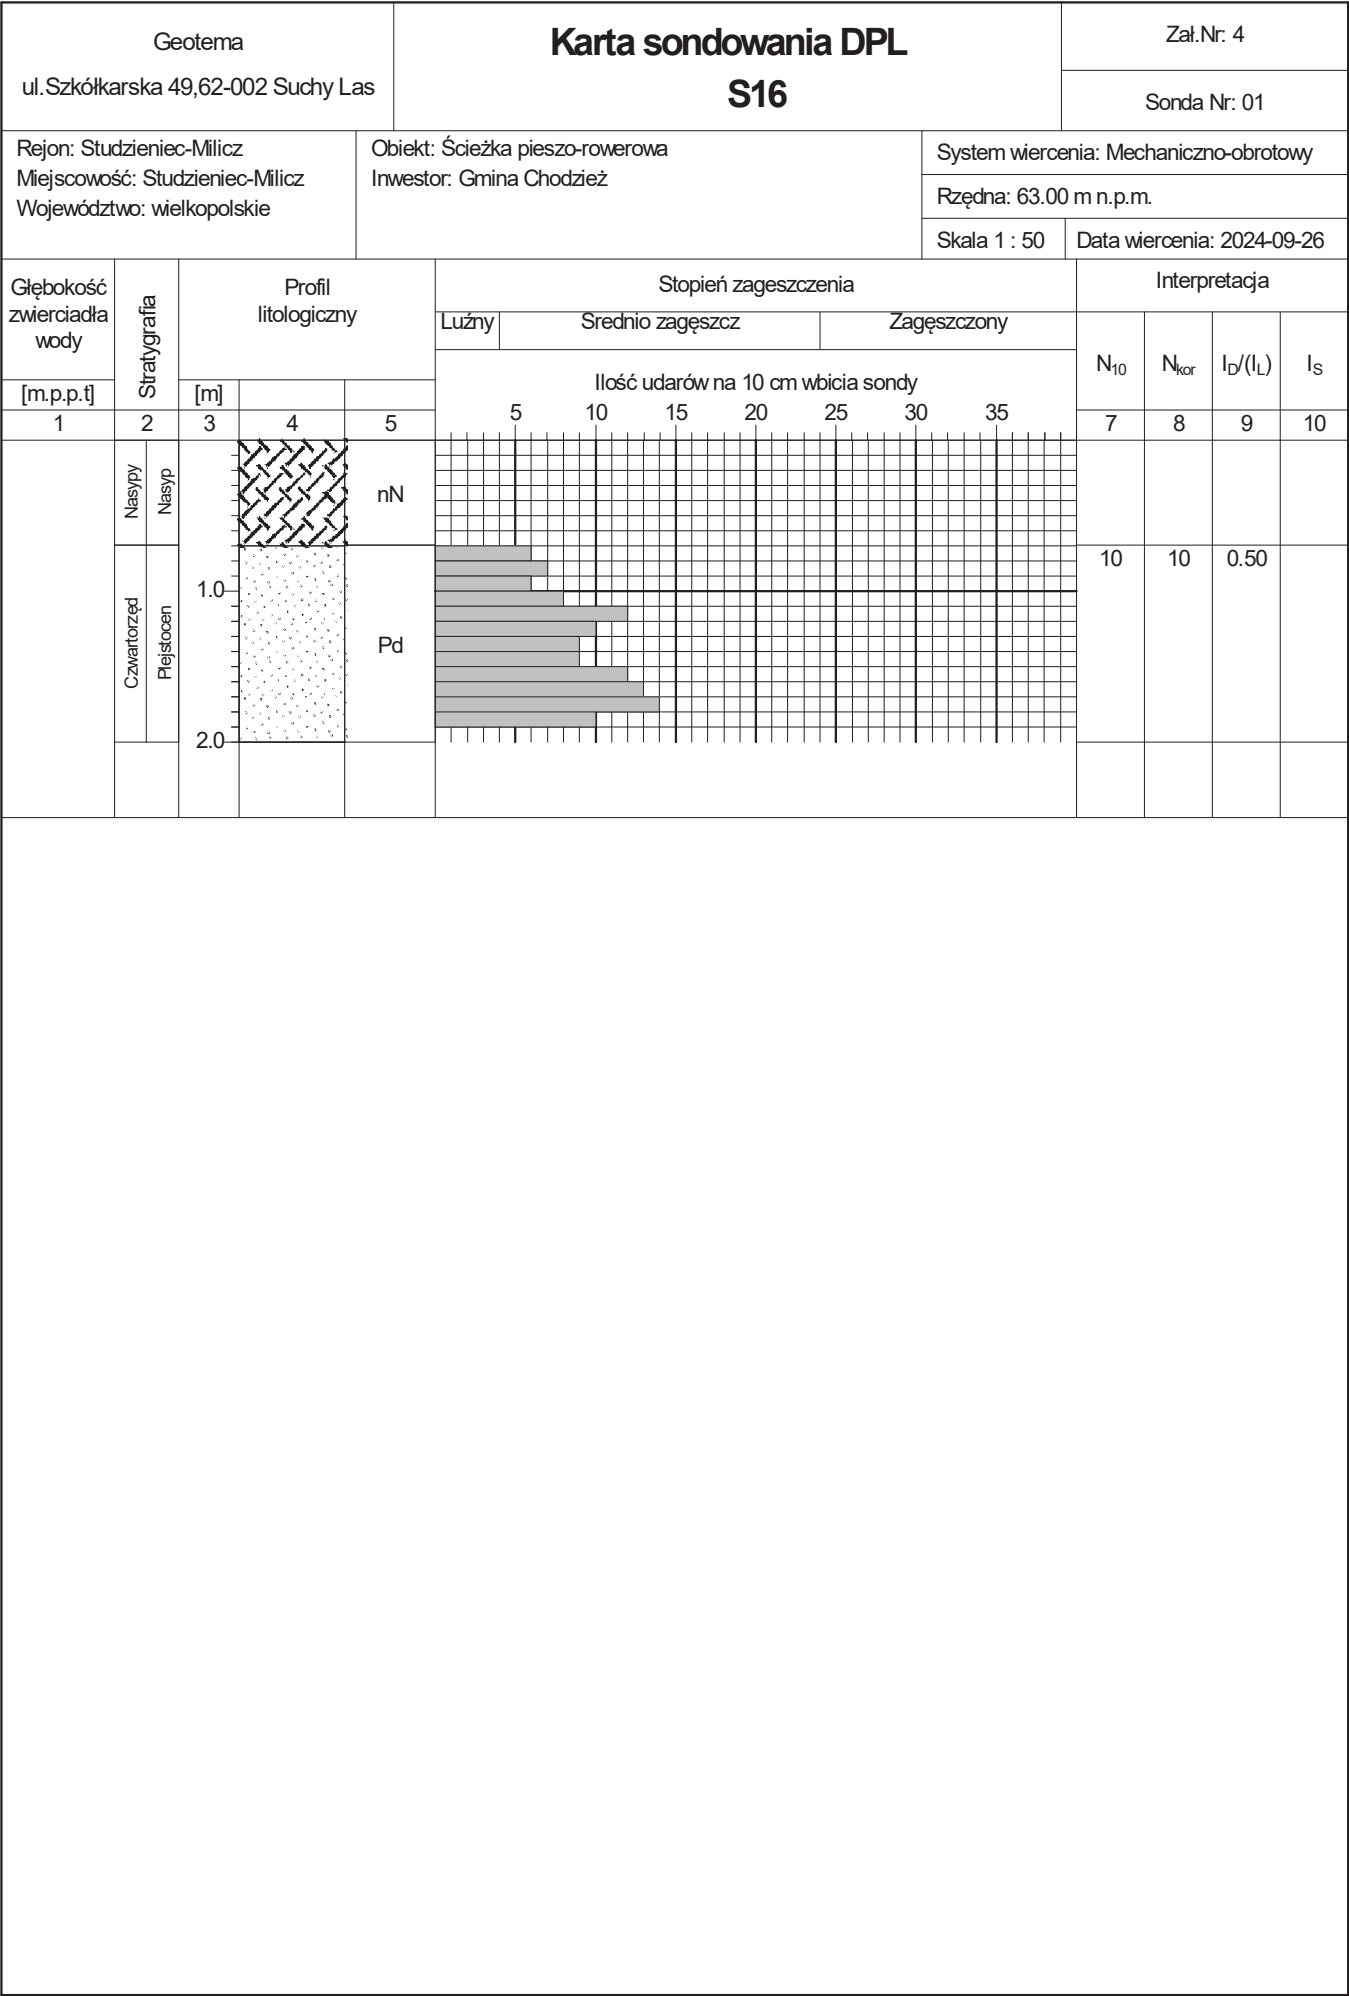 Geotema
ul.Szkółkarska 49,62-002 Suchy Las
Karta sondowania DPL
S16
Zał.Nr: 4
Sonda Nr: 01
Rejon: Studzieniec-Milicz
Miejscowość: Studzieniec-Milicz
Województwo: wielkopolskie
Obiekt: Ścieżka pieszo-rowerowa
Inwestor: Gmina Chodzież
System wiercenia: Mechaniczno-obrotowy
Rzędna: 63.00 m n.p.m.
Skala 1 : 50
Data wiercenia: 2024-09-26
Głębokość
zwierciadła
wody
[m.p.p.t]
Stratygrafia
Profil
litologiczny
[m]
Stopień zageszczenia
Luźny
Srednio zagęszcz
Zagęszczony
Ilość udarów na 10 cm wbicia sondy
5 10 15 20 25 30 35
Interpretacja
N10
Nkor
ID/(IL)
IS
1 2 3 4 5 7 8 9 10
Nasypy
Nasyp
nN
Czwartorzęd
Plejstocen
1.0
Pd
2.0
10 10 0.50